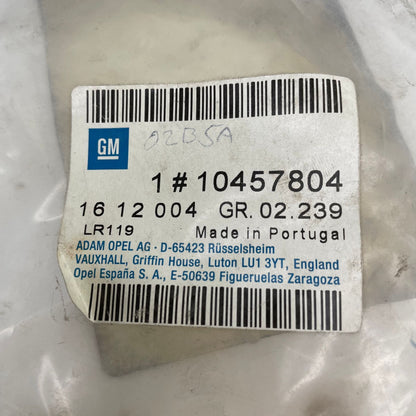 02B5A
GM
1 # 10457804
16 12 004 GR. 02.239
LR119 Made in Portugal
ADAM OPEL AG · D-65423 Rüsselsheim
VAUXHALL, Griffin House, Luton LU1 3YT, England
Opel España S. A., E-50639 Figueruelas Zaragoza